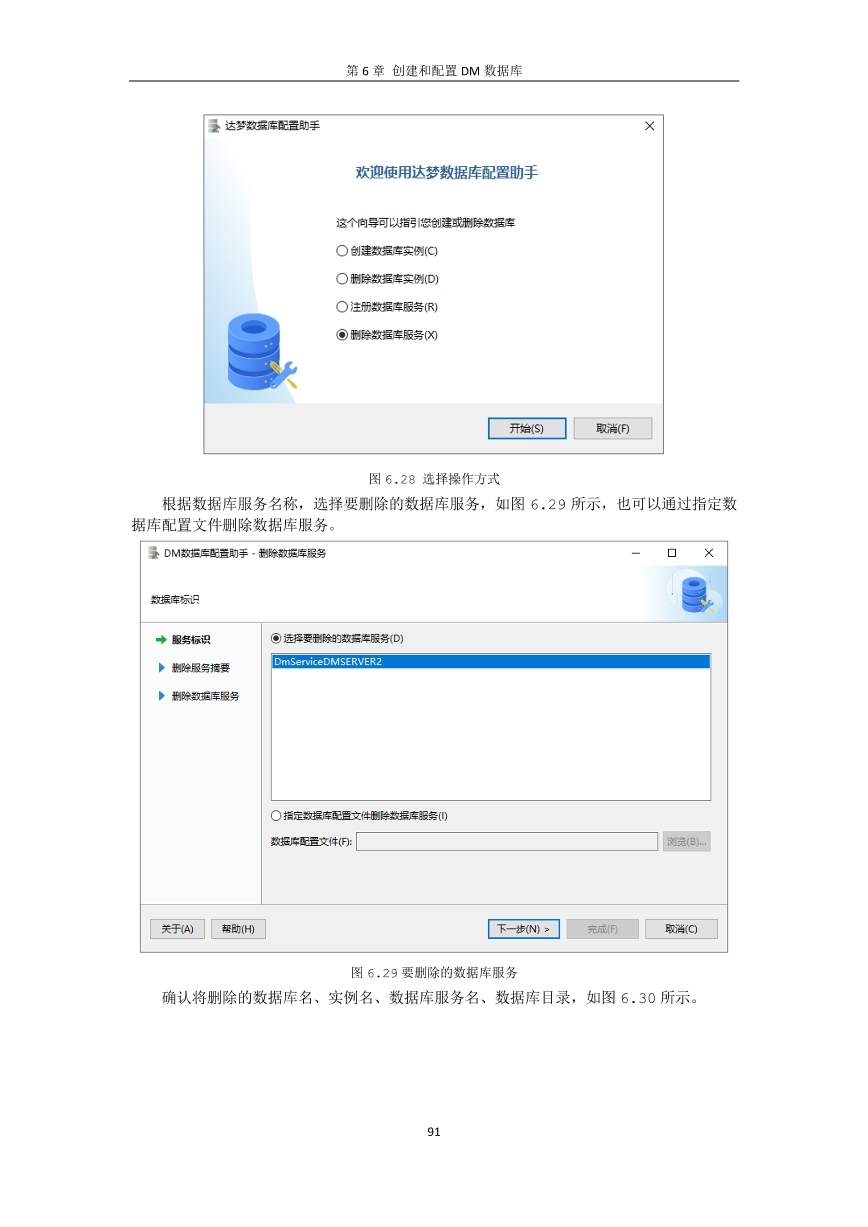 第 6 章 创建和配置 DM 数据库
达梦数据库配置助手
欢迎使用达梦数据库配置助手
这个向导可以指引您创建或删除数据库
创建数据库实例(C)
删除数据库实例(D)
注册数据库服务(R)
删除数据库服务(X)
开始(S) 取消(F)
图 6.28 选择操作方式
根据数据库服务名称，选择要删除的数据库服务，如图 6.29 所示，也可以通过指定数
据库配置文件删除数据库服务。
DM数据库配置助手 - 删除数据库服务
数据库标识
服务标识
删除服务摘要
删除数据库服务
选择要删除的数据库服务(D)
DmServiceDMSERVER2
指定数据库配置文件删除数据库服务(I)
数据库配置文件(F): 浏览(B)...
关于(A) 帮助(H) 下一步(N) > 完成(F) 取消(C)
图 6.29 要删除的数据库服务
确认将删除的数据库名、实例名、数据库服务名、数据库目录，如图 6.30 所示。
91